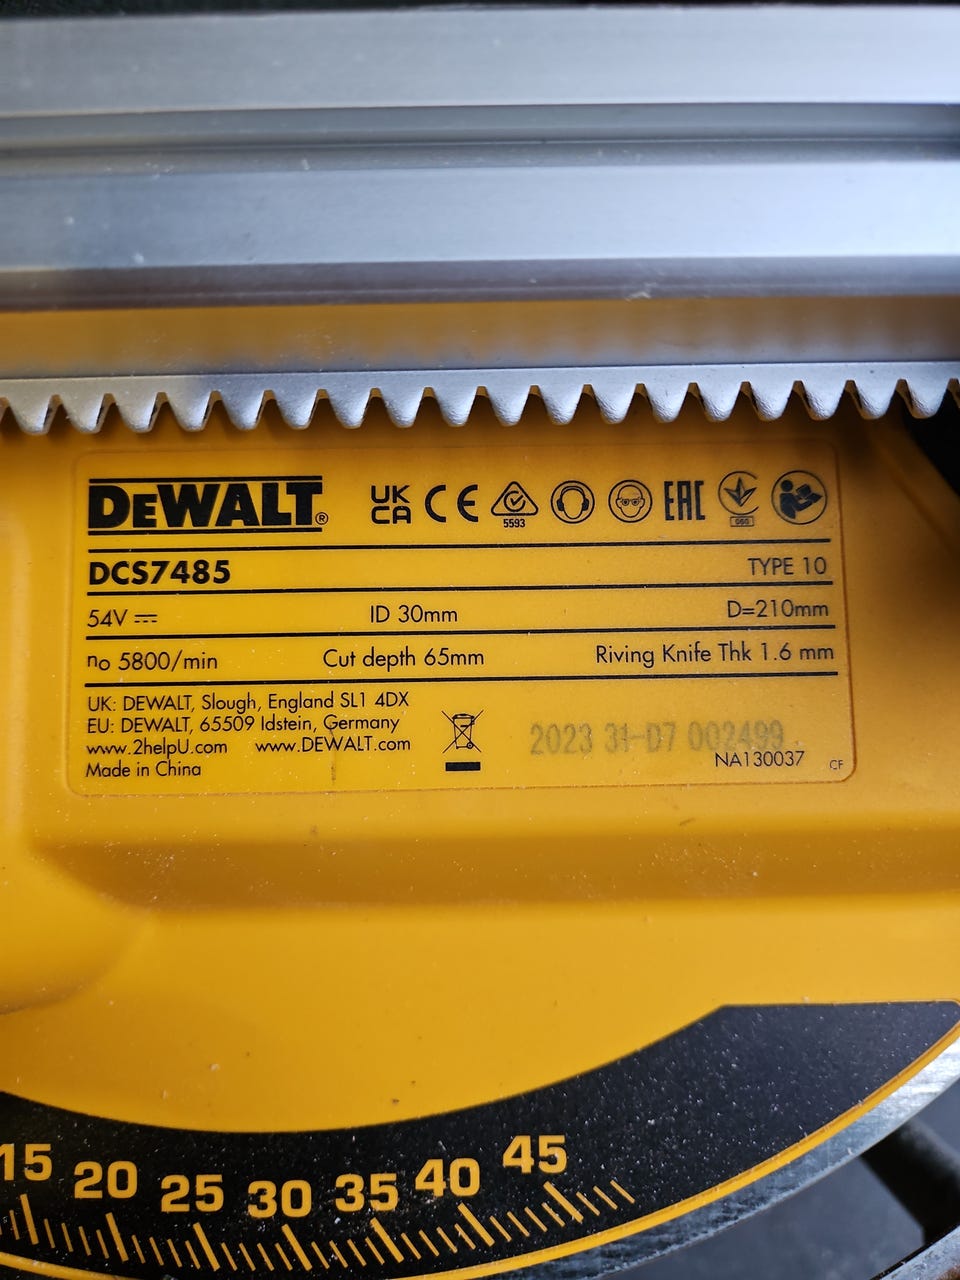 DEWALT®
UK CA CE 5593 EAC 060
DCS7485 TYPE 10
54V ID 30mm D=210mm
no 5800/min Cut depth 65mm Riving Knife Thk 1.6 mm
UK: DEWALT, Slough, England SL1 4DX
EU: DEWALT, 65509 Idstein, Germany
www.2helpU.com www.DEWALT.com
Made in China
2023 31-D7 002499
NA130037 CF
15 20 25 30 35 40 45